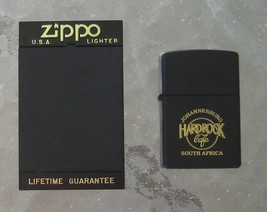 Zippo
U.S.A. LIGHTER
LIFETIME GUARANTEE
JOHANNESBURG
HARD ROCK
Cafe
SOUTH AFRICA